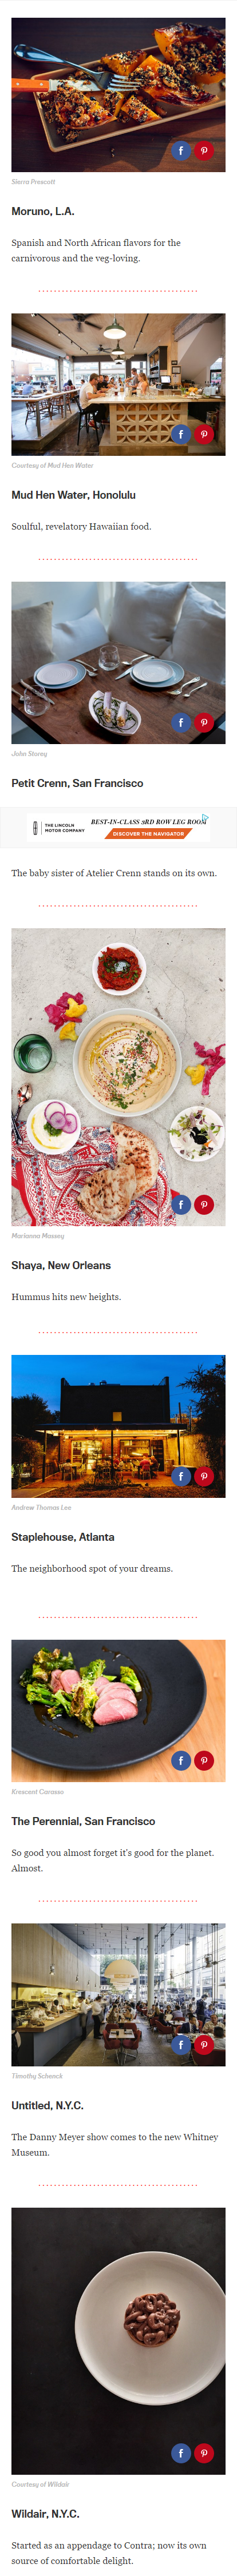 Sierra Prescott
Moruno, L.A.
Spanish and North African flavors for the
carnivorous and the veg-loving.
Courtesy of Mud Hen Water
Mud Hen Water, Honolulu
Soulful, revelatory Hawaiian food.
John Storey
Petit Crenn, San Francisco
THE LINCOLN
MOTOR COMPANY
BEST-IN-CLASS 3RD ROW LEG ROOM
DISCOVER THE NAVIGATOR
The baby sister of Atelier Crenn stands on its own.
Marianna Massey
Shaya, New Orleans
Hummus hits new heights.
Andrew Thomas Lee
Staplehouse, Atlanta
The neighborhood spot of your dreams.
Krescent Carasso
The Perennial, San Francisco
So good you almost forget it's good for the planet.
Almost.
Timothy Schenck
Untitled, N.Y.C.
The Danny Meyer show comes to the new Whitney
Museum.
Courtesy of Wildair
Wildair, N.Y.C.
Started as an appendage to Contra; now its own
source of comfortable delight.